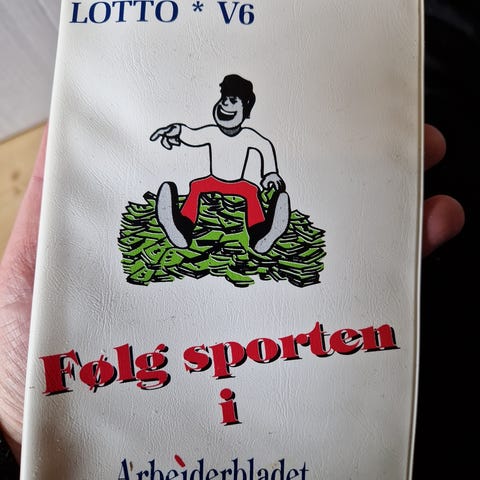 LOTTO * V6
Følg sporten
i
Arbeiderbladet